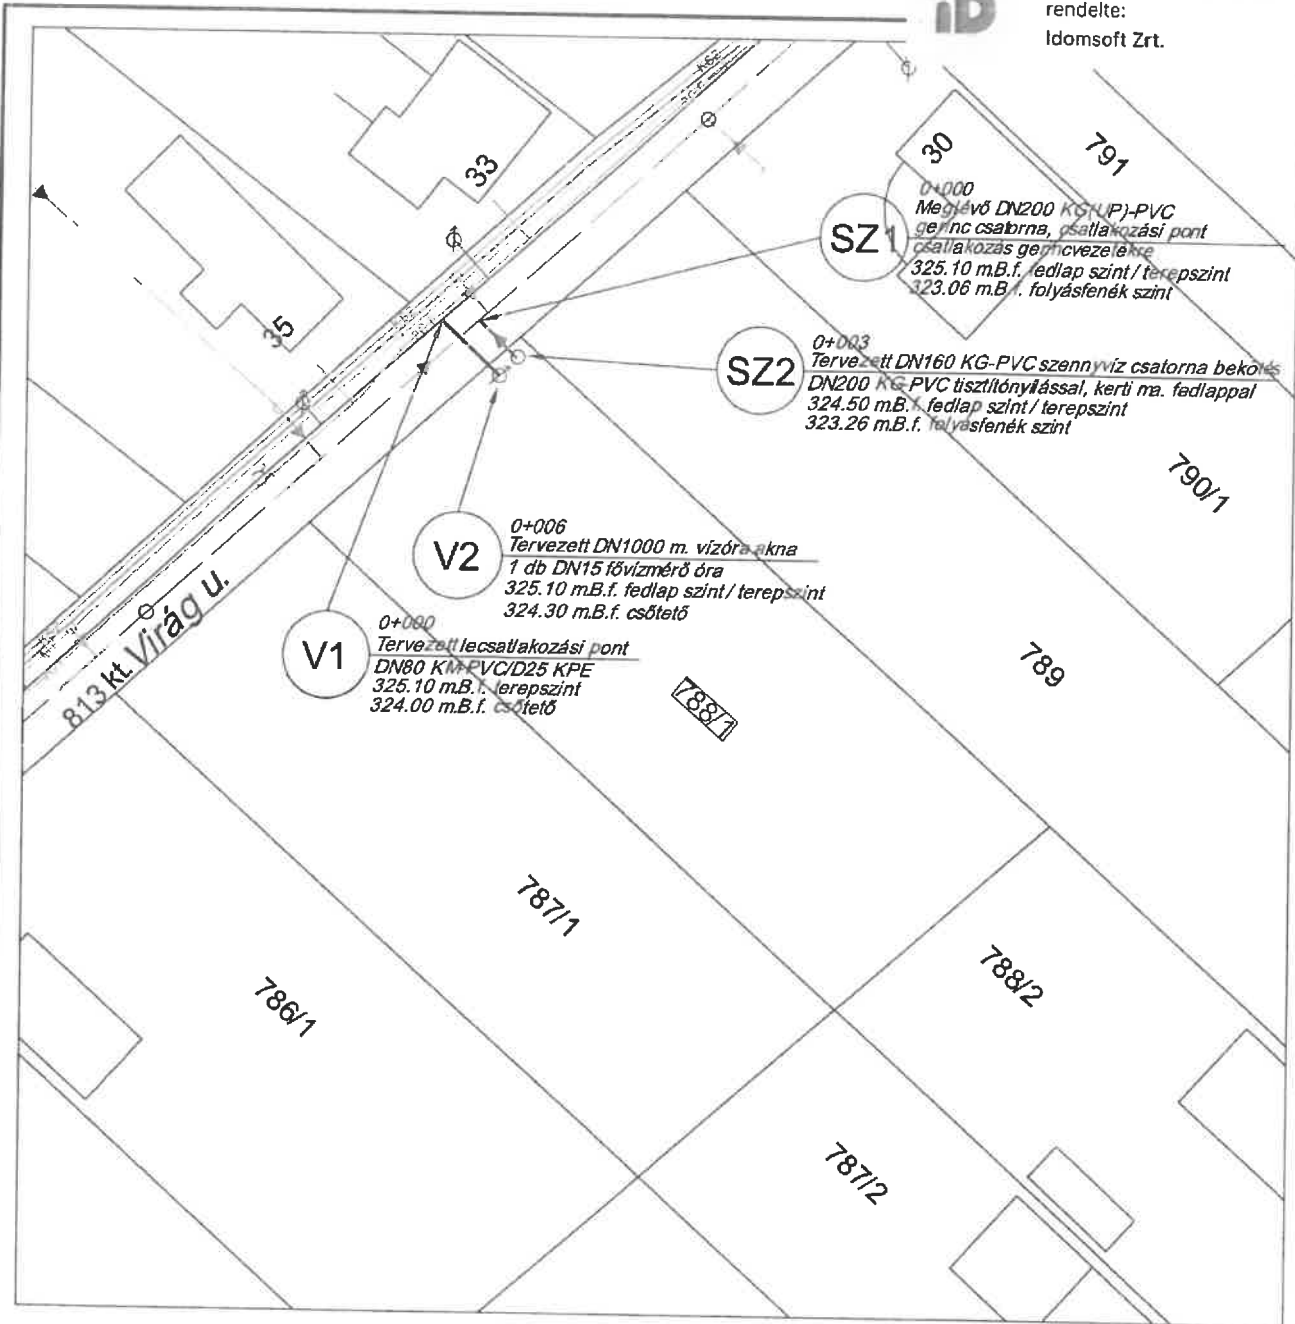 iD
rendelte:
Idomsoft Zrt.
30
791
33
35
SZ1
0+000
Meglévő DN200 KG(UP)-PVC
gerinc csatorna, csatlakozási pont
csatlakozás gerincvezetékre
325.10 m.B.f. fedlap szint / terepszint
323.06 m.B.f. folyásfenék szint
SZ2
0+003
Tervezett DN160 KG-PVC szennyvíz csatorna bekötés
DN200 KG-PVC tisztítónyílással, kerti ma. fedlappal
324.50 m.B.f. fedlap szint / terepszint
323.26 m.B.f. folyásfenék szint
790/1
V2
0+006
Tervezett DN1000 m. vízóra akna
1 db DN15 fővízmérő óra
325.10 m.B.f. fedlap szint / terepszint
324.30 m.B.f. csőtető
V1
0+000
Tervezett lecsatlakozási pont
DN80 KM-PVC/D25 KPE
325.10 m.B.f. terepszint
324.00 m.B.f. csőtető
813 kt. Virág u.
789
788/1
787/1
788/2
786/1
787/2